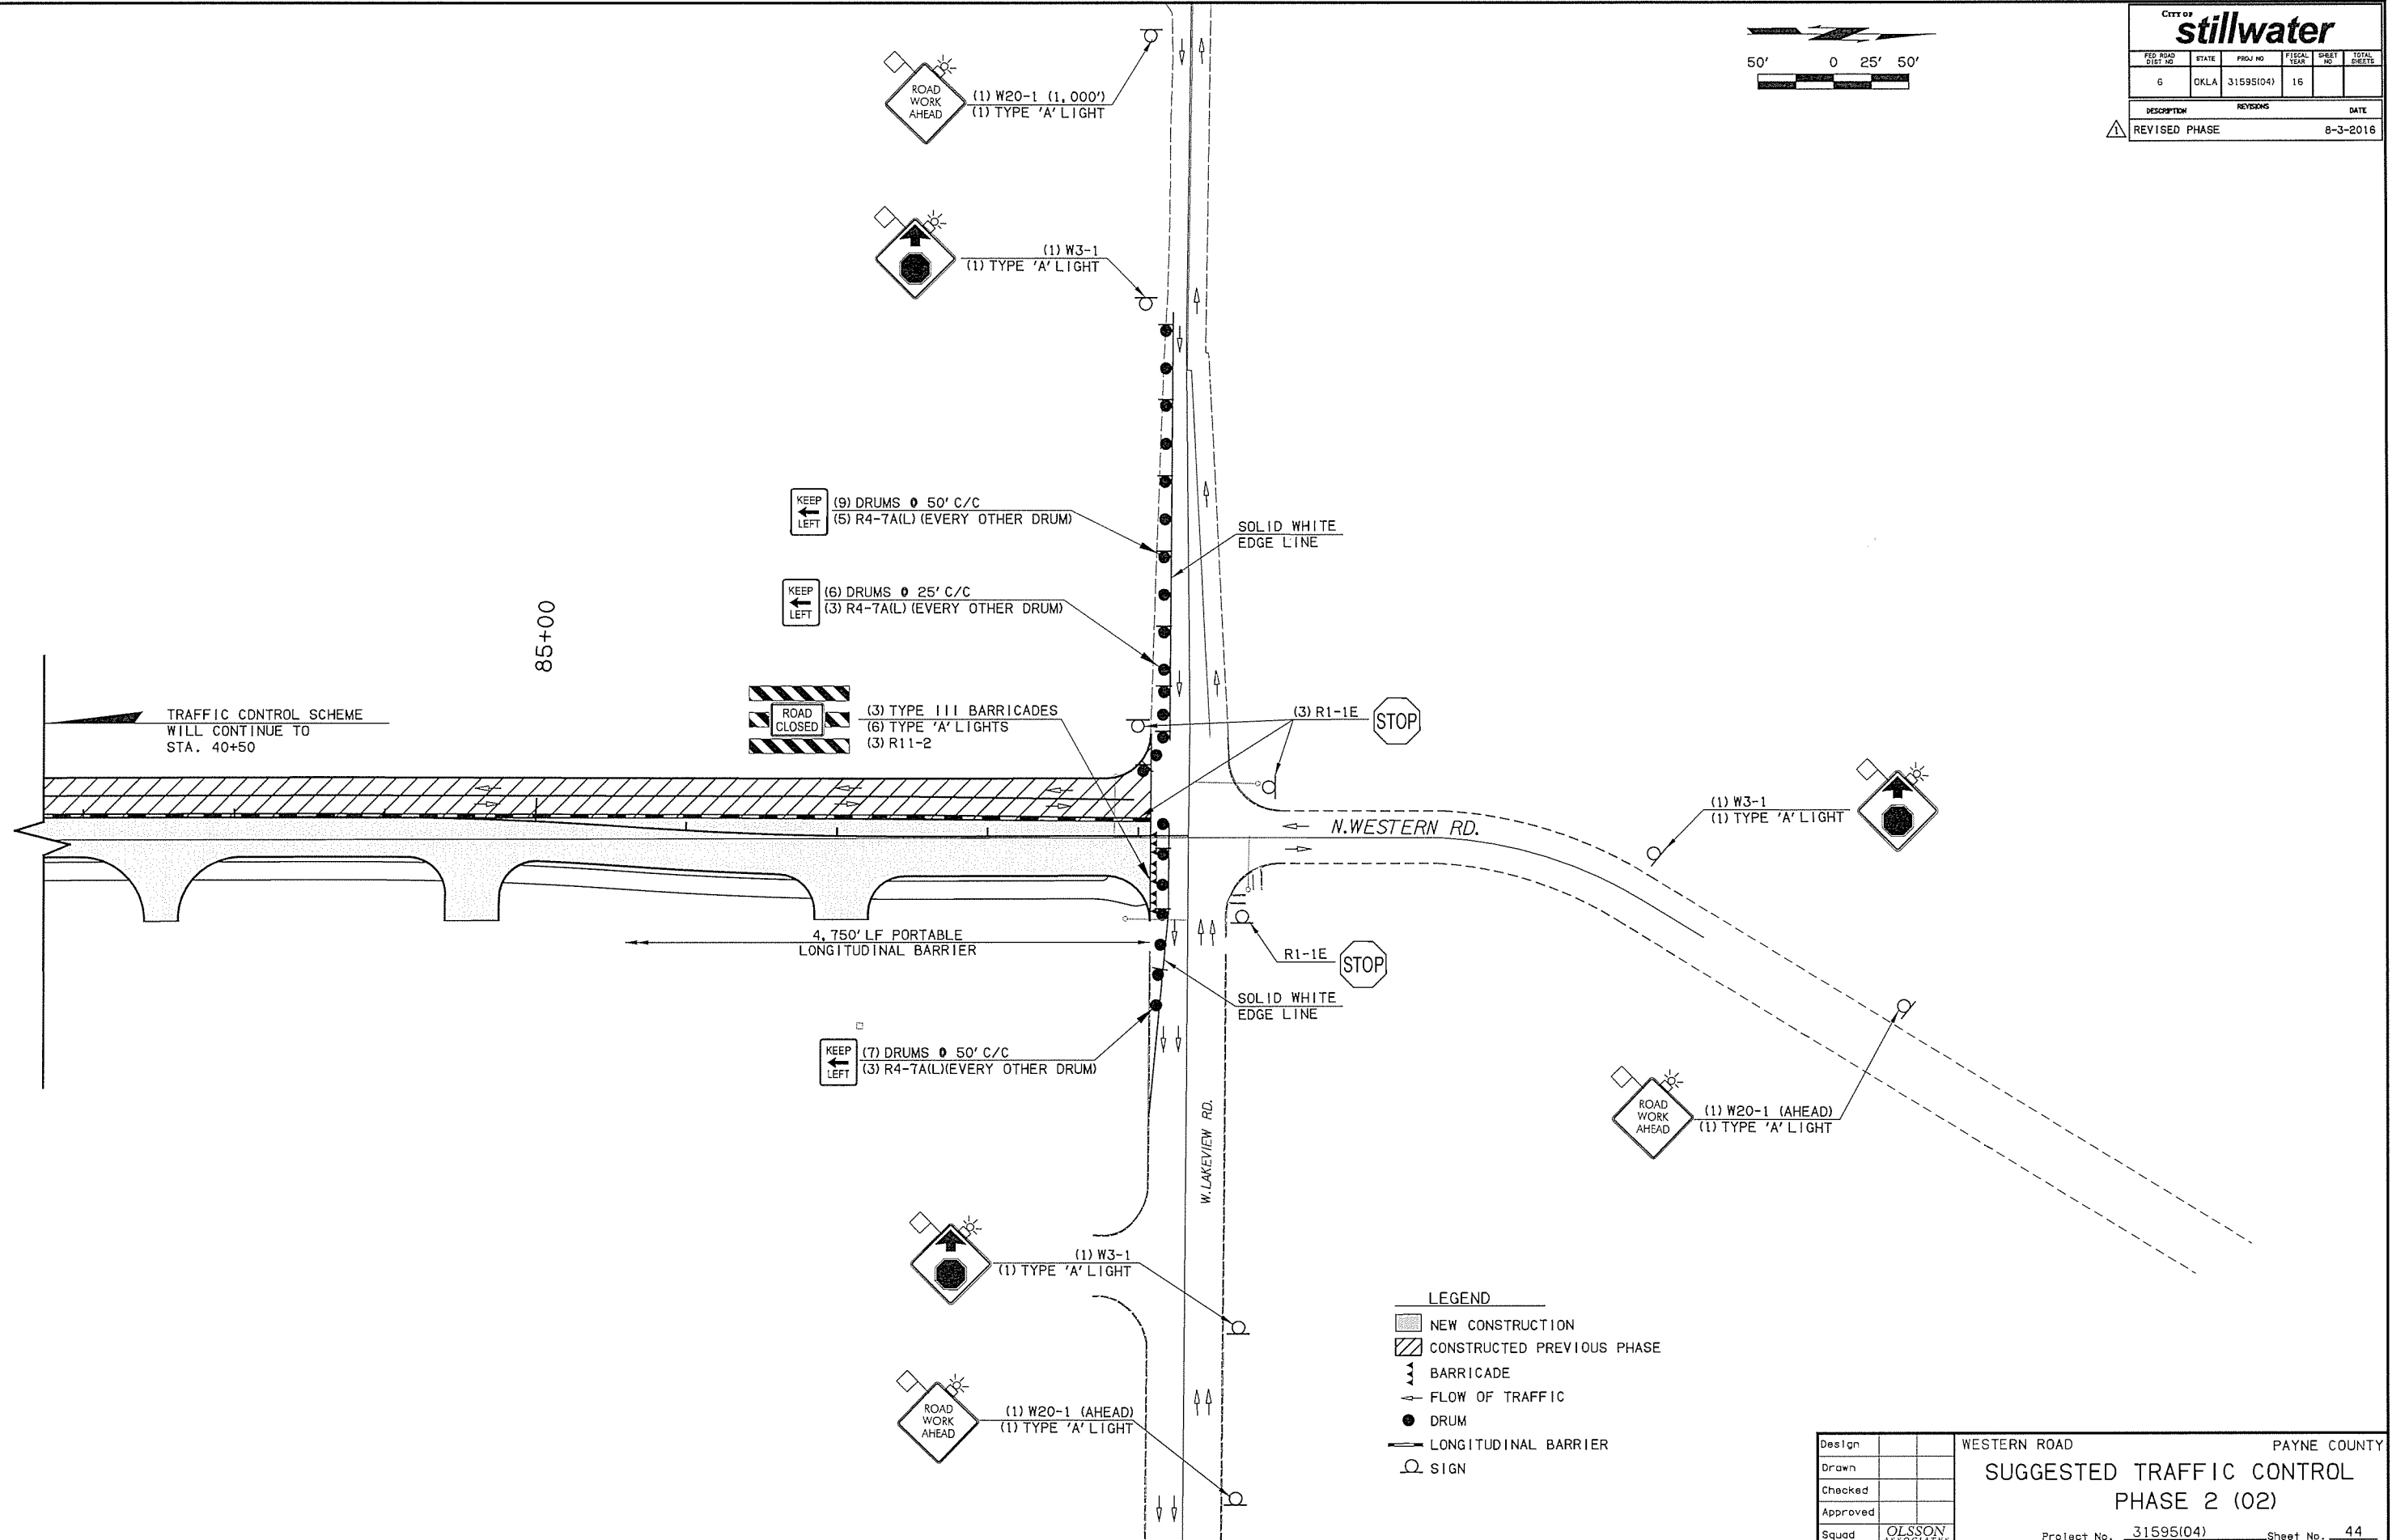 CITY OF
stillwater
FED ROAD DIST NO
STATE
PROJ NO
FISCAL YEAR
SHEET NO
TOTAL SHEETS
6
OKLA
31595(04)
16
DESCRIPTION
REVISIONS
DATE
1
REVISED PHASE
8-3-2016
50'
0
25'
50'
ROAD
WORK
AHEAD
(1) W20-1 (1,000')
(1) TYPE 'A' LIGHT
(1) W3-1
(1) TYPE 'A' LIGHT
KEEP
LEFT
(9) DRUMS @ 50' C/C
(5) R4-7A(L) (EVERY OTHER DRUM)
SOLID WHITE
EDGE LINE
KEEP
LEFT
(6) DRUMS @ 25' C/C
(3) R4-7A(L) (EVERY OTHER DRUM)
85+00
ROAD
CLOSED
(3) TYPE III BARRICADES
(6) TYPE 'A' LIGHTS
(3) R11-2
(3) R1-1E
STOP
TRAFFIC CONTROL SCHEME
WILL CONTINUE TO
STA. 40+50
(1) W3-1
(1) TYPE 'A' LIGHT
N. WESTERN RD.
4,750' LF PORTABLE
LONGITUDINAL BARRIER
R1-1E
STOP
SOLID WHITE
EDGE LINE
KEEP
LEFT
(7) DRUMS @ 50' C/C
(3) R4-7A(L)(EVERY OTHER DRUM)
ROAD
WORK
AHEAD
(1) W20-1 (AHEAD)
(1) TYPE 'A' LIGHT
W. LAKEVIEW RD.
(1) W3-1
(1) TYPE 'A' LIGHT
ROAD
WORK
AHEAD
(1) W20-1 (AHEAD)
(1) TYPE 'A' LIGHT
LEGEND
NEW CONSTRUCTION
CONSTRUCTED PREVIOUS PHASE
BARRICADE
FLOW OF TRAFFIC
DRUM
LONGITUDINAL BARRIER
SIGN
Design
Drawn
Checked
Approved
Squad
OLSSON
WESTERN ROAD
PAYNE COUNTY
SUGGESTED TRAFFIC CONTROL
PHASE 2 (02)
Project No. 31595(04)
Sheet No. 44